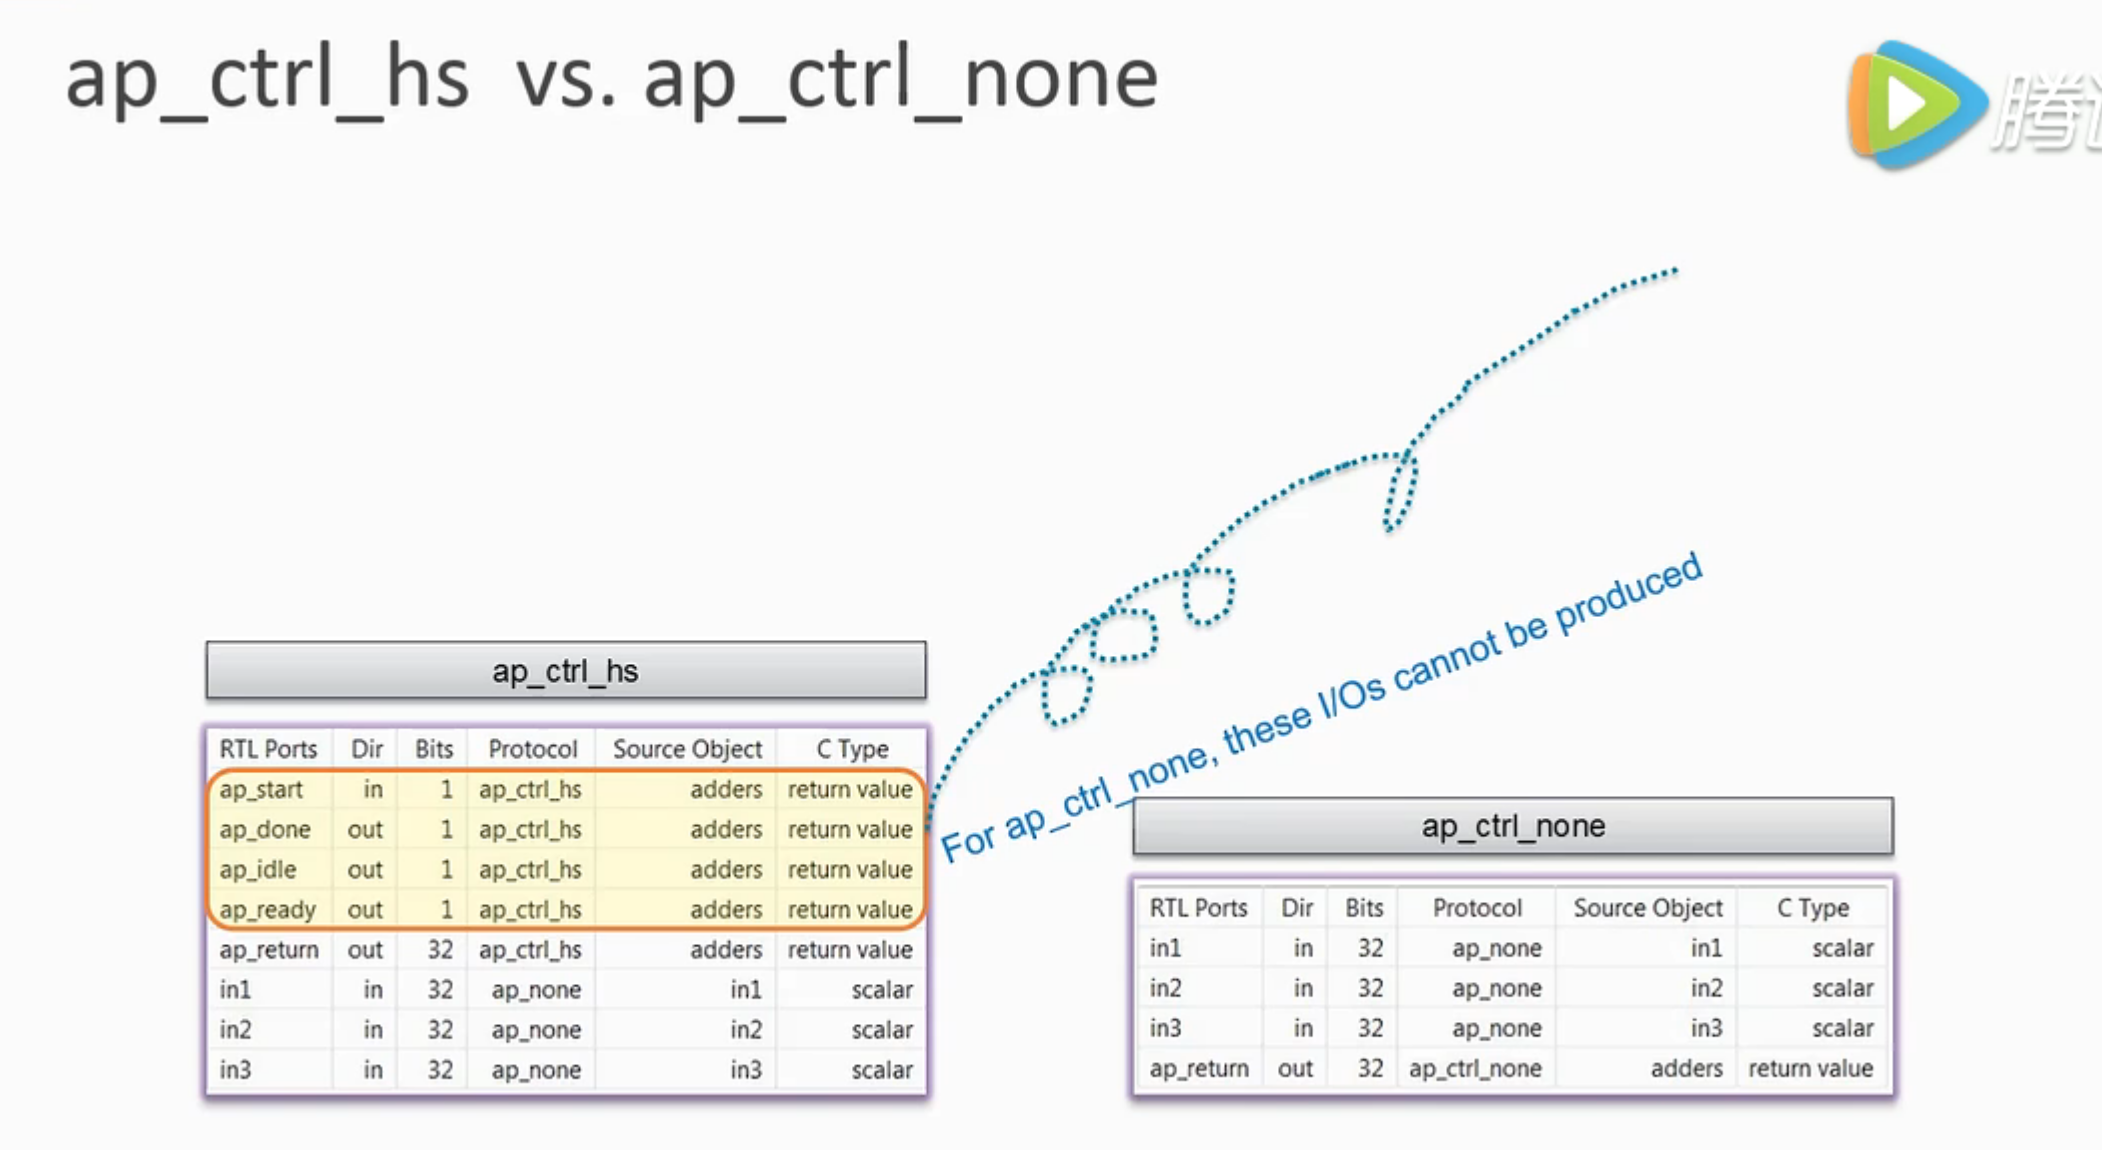 ap_ctrl_hs vs. ap_ctrl_none
腾
For ap_ctrl_none, these I/Os cannot be produced
ap_ctrl_hs
RTL Ports Dir Bits Protocol Source Object C Type
ap_start in 1 ap_ctrl_hs adders return value
ap_done out 1 ap_ctrl_hs adders return value
ap_idle out 1 ap_ctrl_hs adders return value
ap_ready out 1 ap_ctrl_hs adders return value
ap_return out 32 ap_ctrl_hs adders return value
in1 in 32 ap_none in1 scalar
in2 in 32 ap_none in2 scalar
in3 in 32 ap_none in3 scalar
ap_ctrl_none
RTL Ports Dir Bits Protocol Source Object C Type
in1 in 32 ap_none in1 scalar
in2 in 32 ap_none in2 scalar
in3 in 32 ap_none in3 scalar
ap_return out 32 ap_ctrl_none adders return value